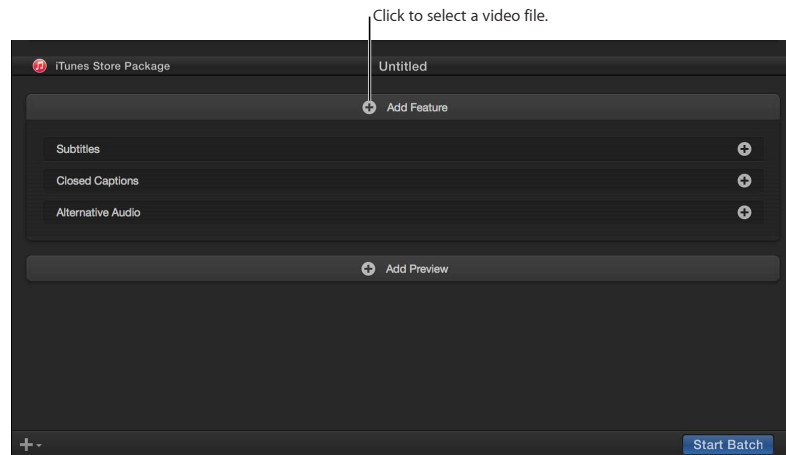 Click to select a video file.
iTunes Store Package
Untitled
Add Feature
Subtitles
Closed Captions
Alternative Audio
Add Preview
Start Batch